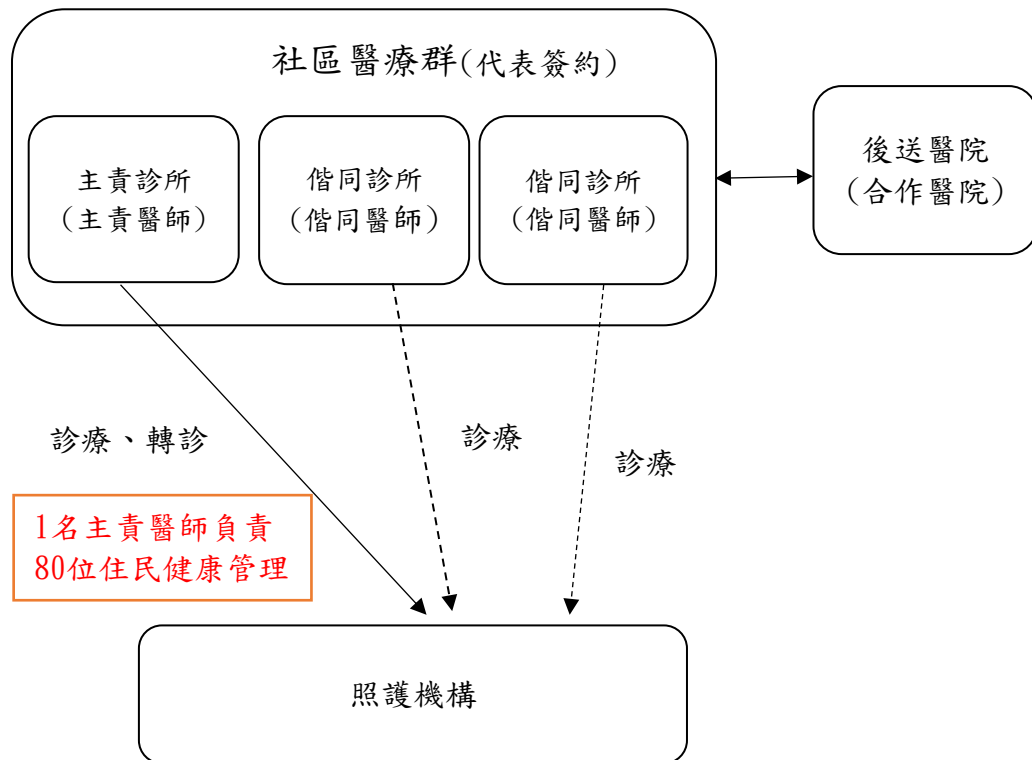 社區醫療群(代表簽約)
主責診所
(主責醫師)
偕同診所
(偕同醫師)
偕同診所
(偕同醫師)
後送醫院
(合作醫院)
診療、轉診
診療
診療
1名主責醫師負責
80位住民健康管理
照護機構